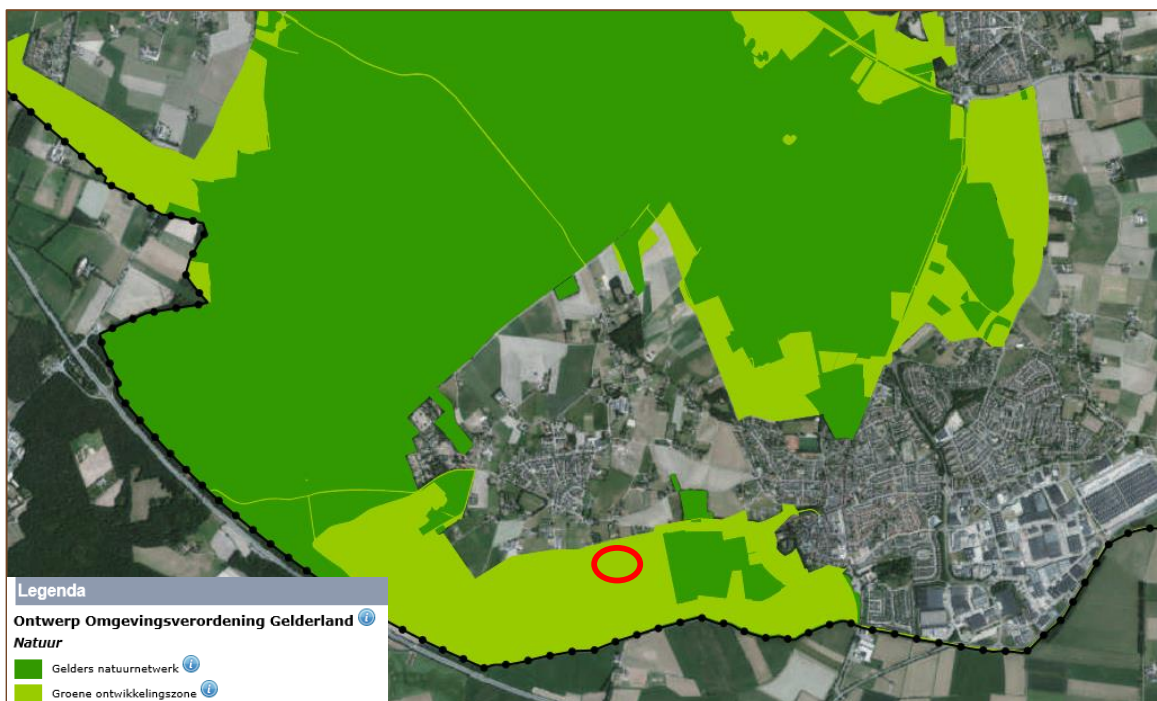 Legenda
Ontwerp Omgevingsverordening Gelderland
Natuur
Gelders natuurnetwerk
Groene ontwikkelingszone